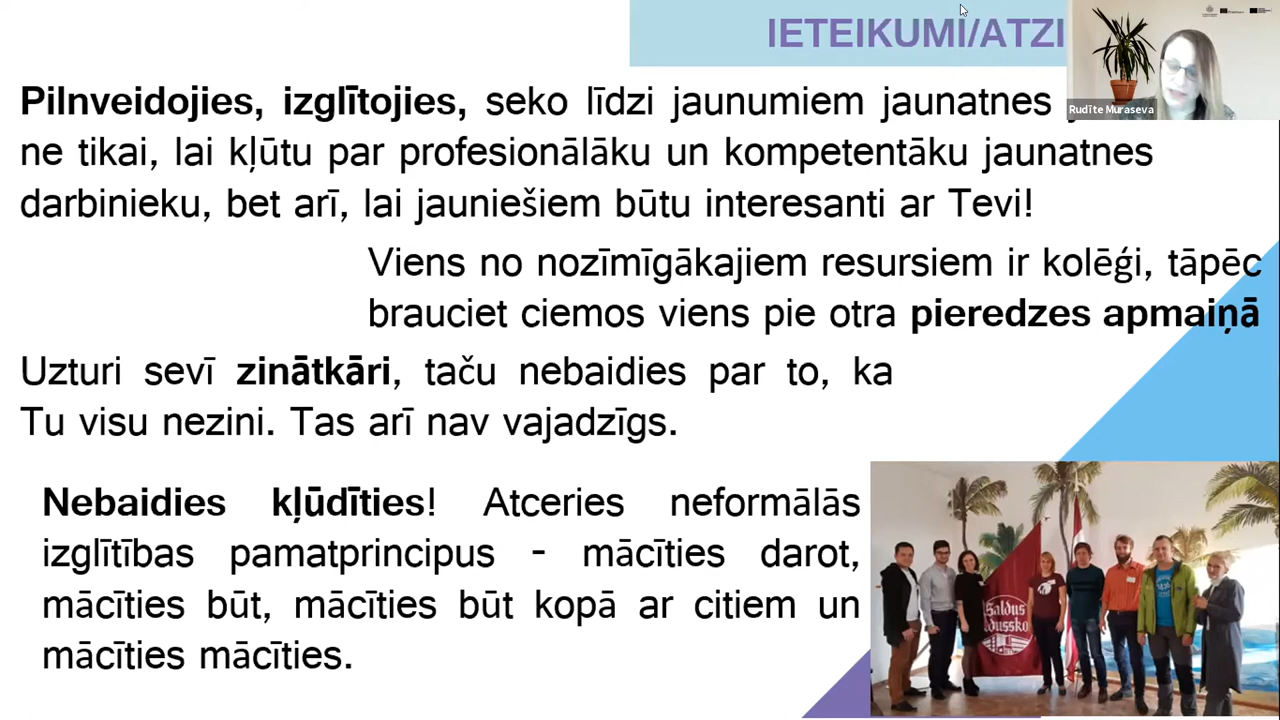 IETEIKUMI/ATZI
Rudīte Muraseva
Pilnveidojies, izglītojies, seko līdzi jaunumiem jaunatnes
ne tikai, lai kļūtu par profesionālāku un kompetentāku jaunatnes
darbinieku, bet arī, lai jauniešiem būtu interesanti ar Tevi!
Viens no nozīmīgākajiem resursiem ir kolēģi, tāpēc
brauciet ciemos viens pie otra pieredzes apmaiņā
Uzturi sevī zinātkāri, taču nebaidies par to, ka
Tu visu nezini. Tas arī nav vajadzīgs.
Nebaidies kļūdīties! Atceries neformālās
izglītības pamatprincipus - mācīties darot,
mācīties būt, mācīties būt kopā ar citiem un
mācīties mācīties.
Saldus